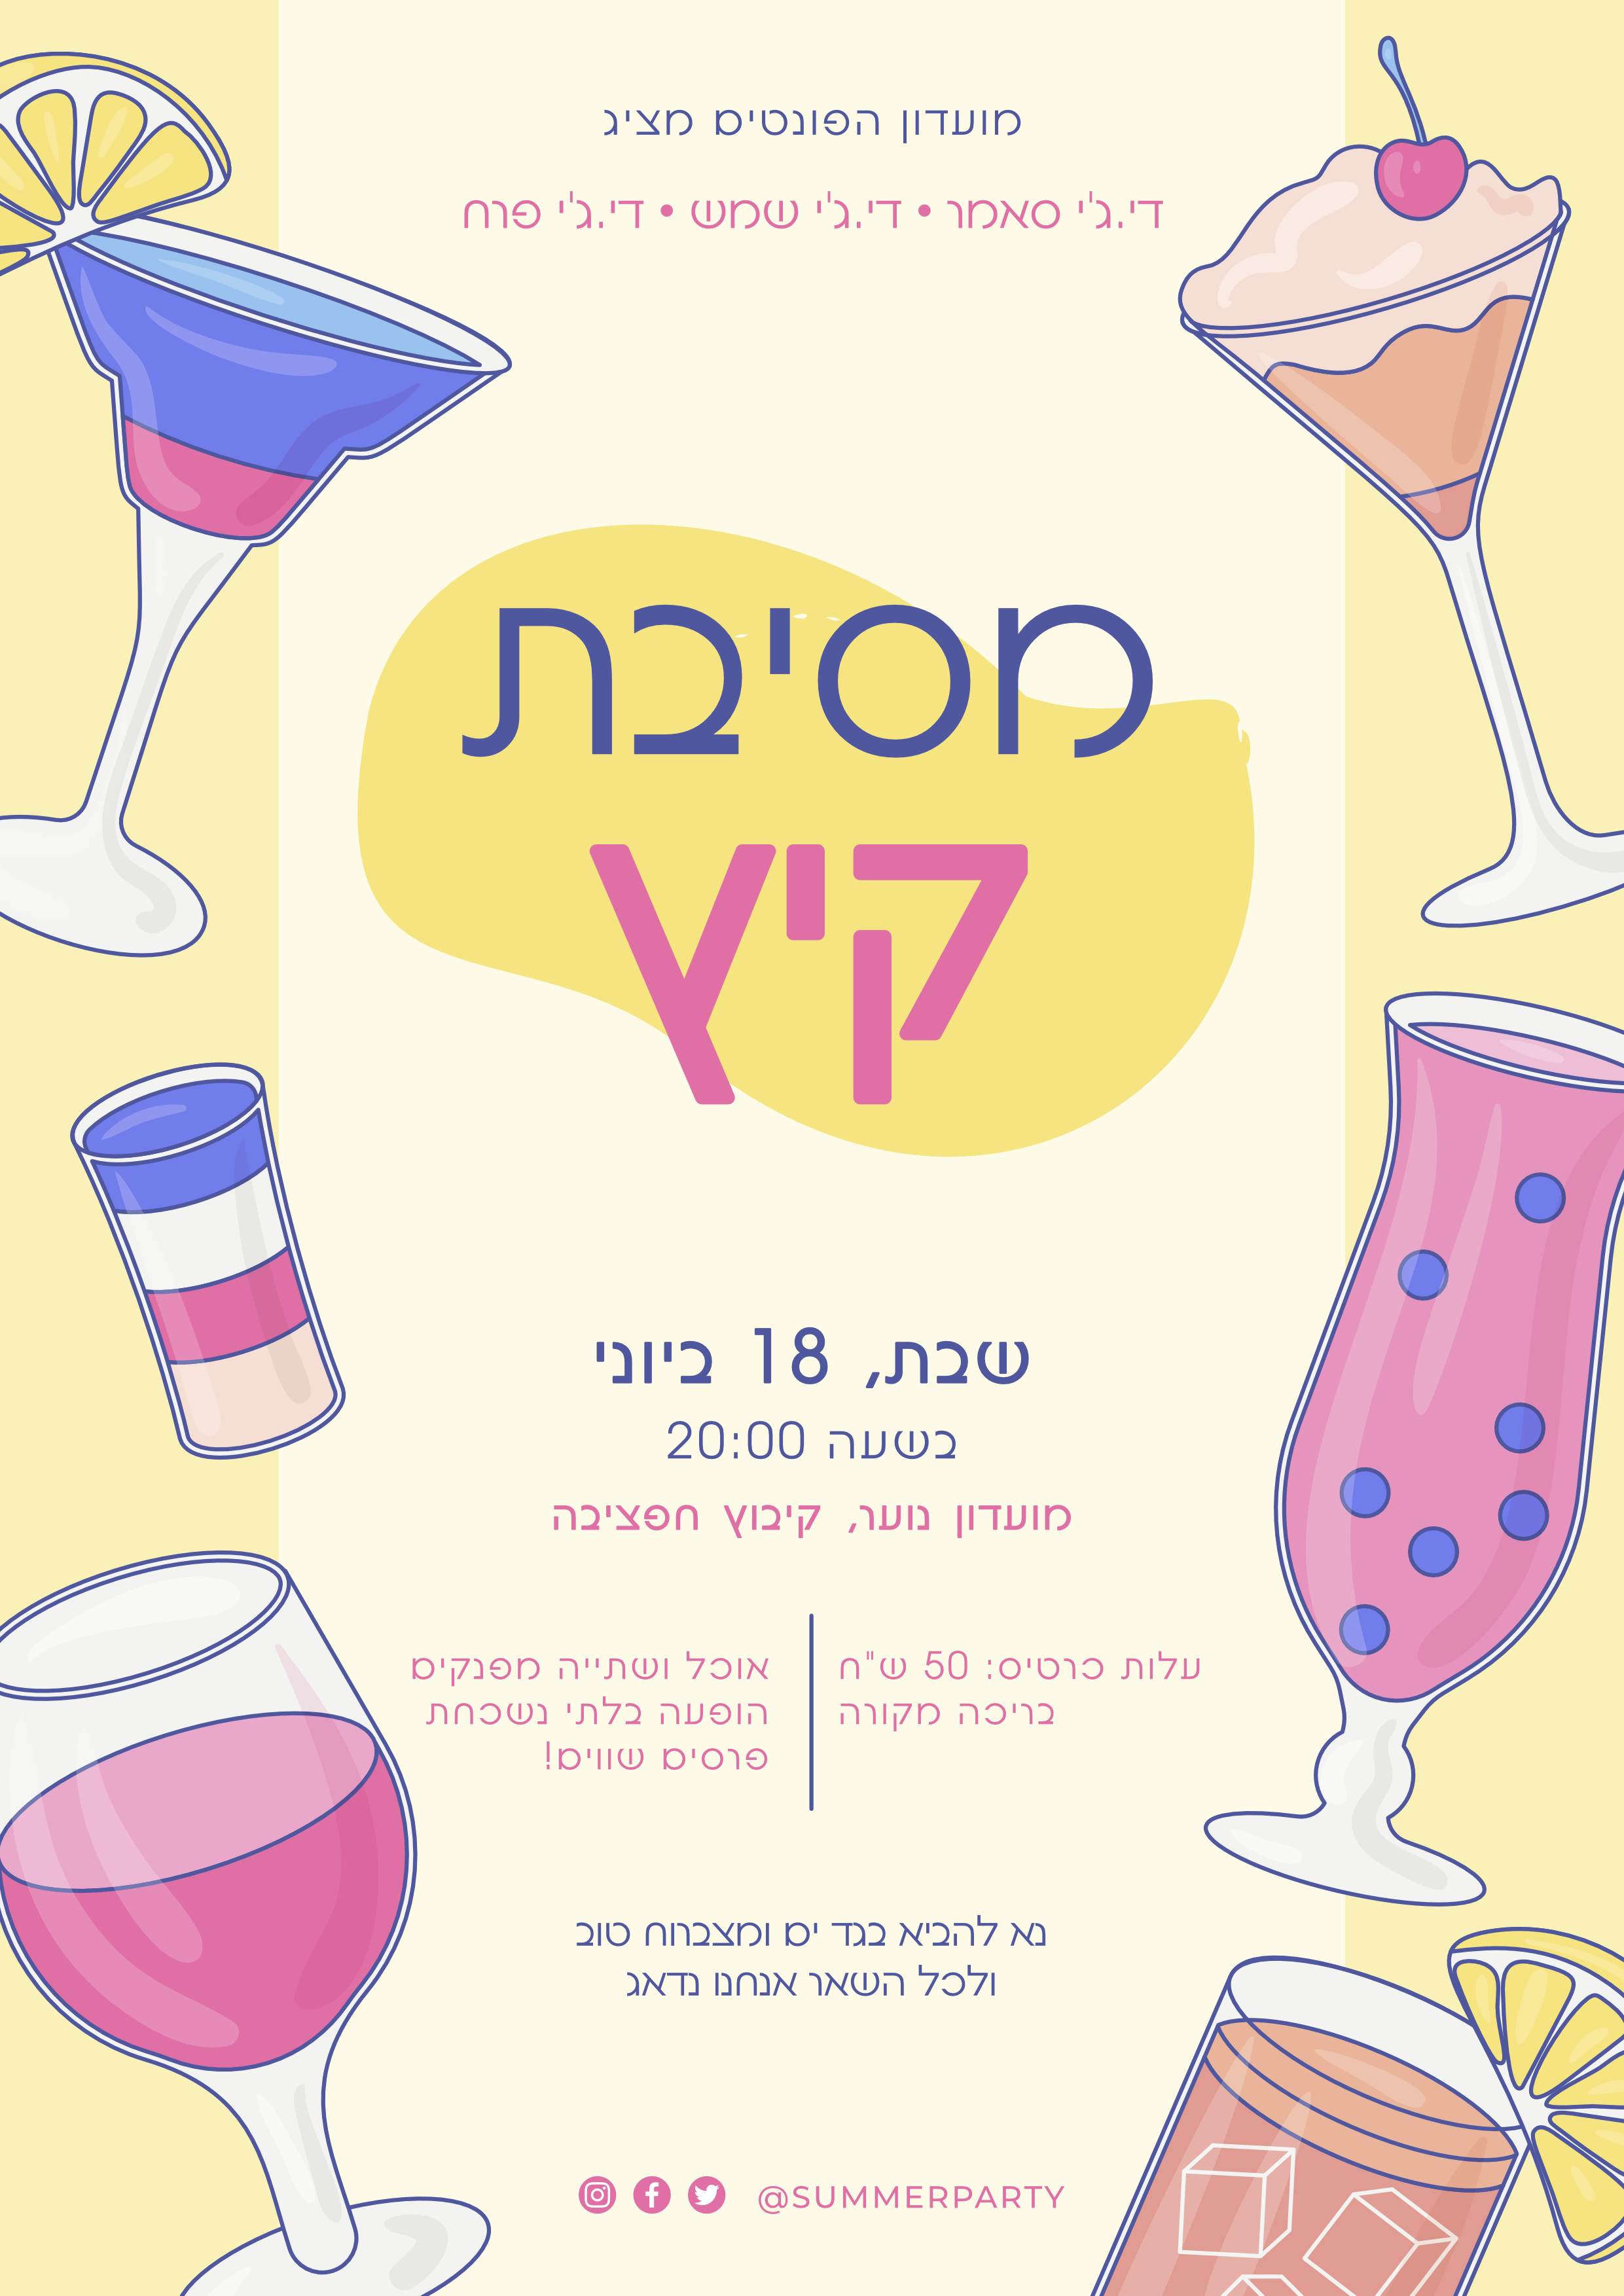 מועדון הפונטים מציג
די.ג'י סאמר • די.ג'י שמש • די.ג'י פרח
מסיבת
קיץ
שבת, 18 ביוני
בשעה 20:00
מועדון נוער, קיבוץ חפציבה
עלות כרטיס: 50 ש"ח
בריכה מקורה
אוכל ושתייה מפנקים
הופעה בלתי נשכחת
פרסים שווים!
נא להביא בגד ים ומצברוח טוב
ולכל השאר אנחנו נדאג
@SUMMERPARTY